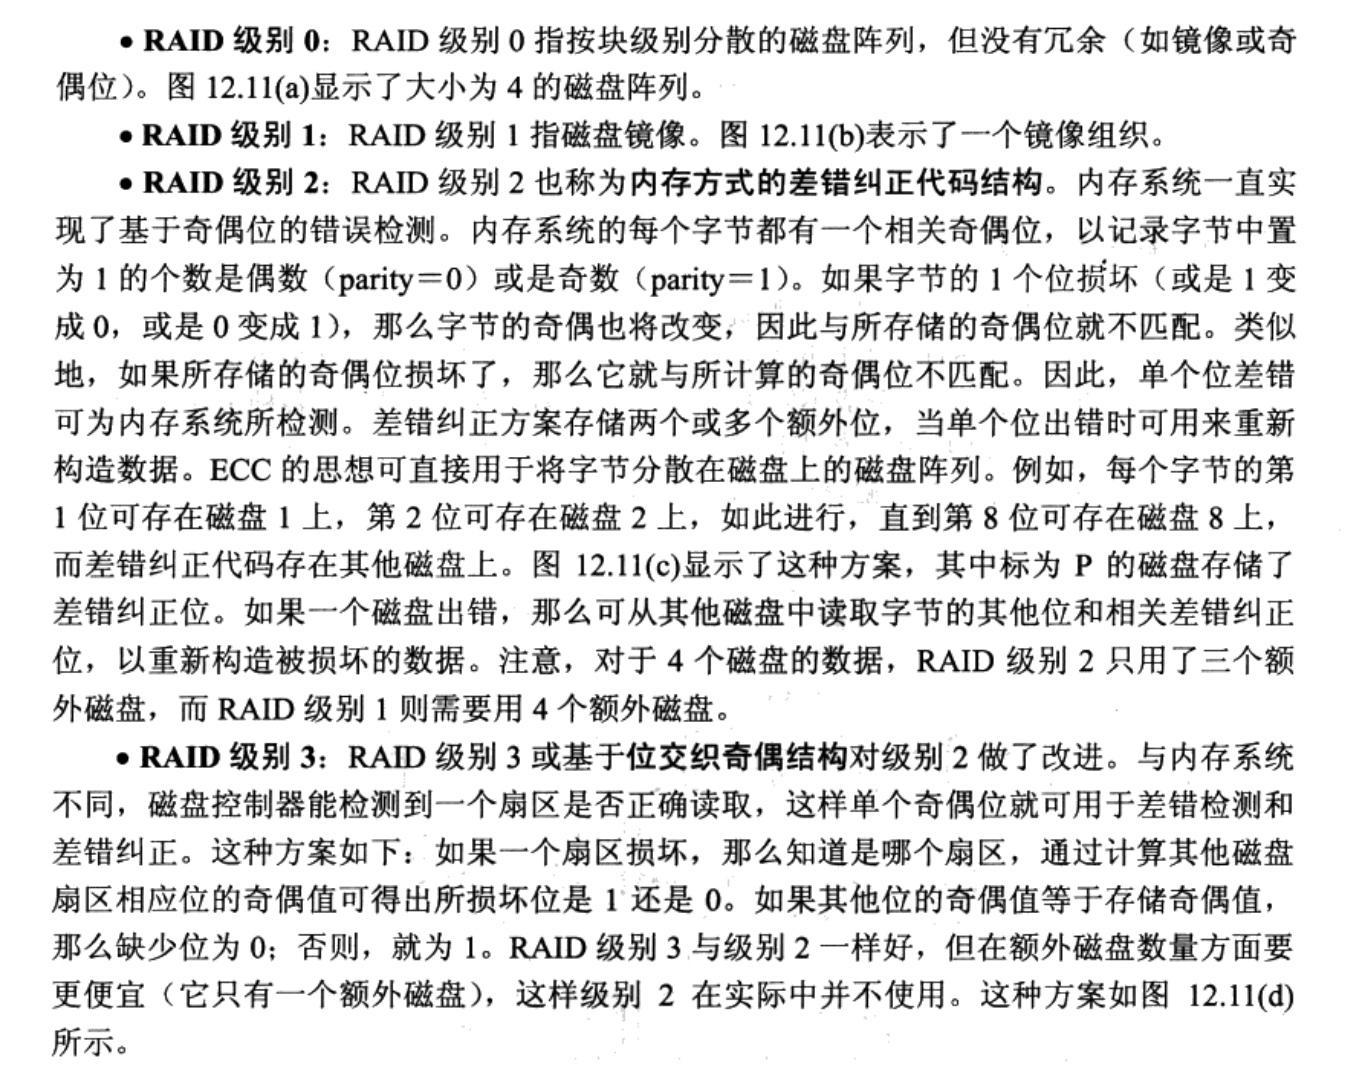 • RAID 级别 0：RAID 级别 0 指按块级别分散的磁盘阵列，但没有冗余（如镜像或奇
偶位）。图 12.11(a)显示了大小为 4 的磁盘阵列。
• RAID 级别 1：RAID 级别 1 指磁盘镜像。图 12.11(b)表示了一个镜像组织。
• RAID 级别 2：RAID 级别 2 也称为内存方式的差错纠正代码结构。内存系统一直实
现了基于奇偶位的错误检测。内存系统的每个字节都有一个相关奇偶位，以记录字节中置
为 1 的个数是偶数（parity＝0）或是奇数（parity＝1）。如果字节的 1 个位损坏（或是 1 变
成 0，或是 0 变成 1），那么字节的奇偶也将改变，因此与所存储的奇偶位就不匹配。类似
地，如果所存储的奇偶位损坏了，那么它就与所计算的奇偶位不匹配。因此，单个位差错
可为内存系统所检测。差错纠正方案存储两个或多个额外位，当单个位出错时可用来重新
构造数据。ECC 的思想可直接用于将字节分散在磁盘上的磁盘阵列。例如，每个字节的第
1 位可存在磁盘 1 上，第 2 位可存在磁盘 2 上，如此进行，直到第 8 位可存在磁盘 8 上，
而差错纠正代码存在其他磁盘上。图 12.11(c)显示了这种方案，其中标为 P 的磁盘存储了
差错纠正位。如果一个磁盘出错，那么可从其他磁盘中读取字节的其他位和相关差错纠正
位，以重新构造被损坏的数据。注意，对于 4 个磁盘的数据，RAID 级别 2 只用了三个额
外磁盘，而 RAID 级别 1 则需要用 4 个额外磁盘。
• RAID 级别 3：RAID 级别 3 或基于位交织奇偶结构对级别 2 做了改进。与内存系统
不同，磁盘控制器能检测到一个扇区是否正确读取，这样单个奇偶位就可用于差错检测和
差错纠正。这种方案如下：如果一个扇区损坏，那么知道是哪个扇区，通过计算其他磁盘
扇区相应位的奇偶值可得出所损坏位是 1 还是 0。如果其他位的奇偶值等于存储奇偶值，
那么缺少位为 0；否则，就为 1。RAID 级别 3 与级别 2 一样好，但在额外磁盘数量方面要
更便宜（它只有一个额外磁盘），这样级别 2 在实际中并不使用。这种方案如图 12.11(d)
所示。